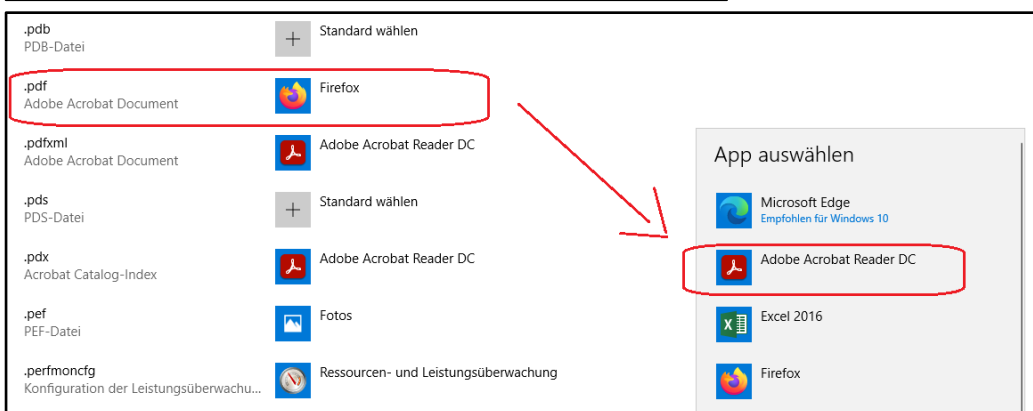 .pdb
PDB-Datei
Standard wählen
.pdf
Adobe Acrobat Document
Firefox
.pdfxml
Adobe Acrobat Document
Adobe Acrobat Reader DC
.pds
PDS-Datei
Standard wählen
.pdx
Acrobat Catalog-Index
Adobe Acrobat Reader DC
.pef
PEF-Datei
Fotos
.perfmoncfg
Konfiguration der Leistungsüberwachu...
Ressourcen- und Leistungsüberwachung
App auswählen
Microsoft Edge
Empfohlen für Windows 10
Adobe Acrobat Reader DC
Excel 2016
Firefox